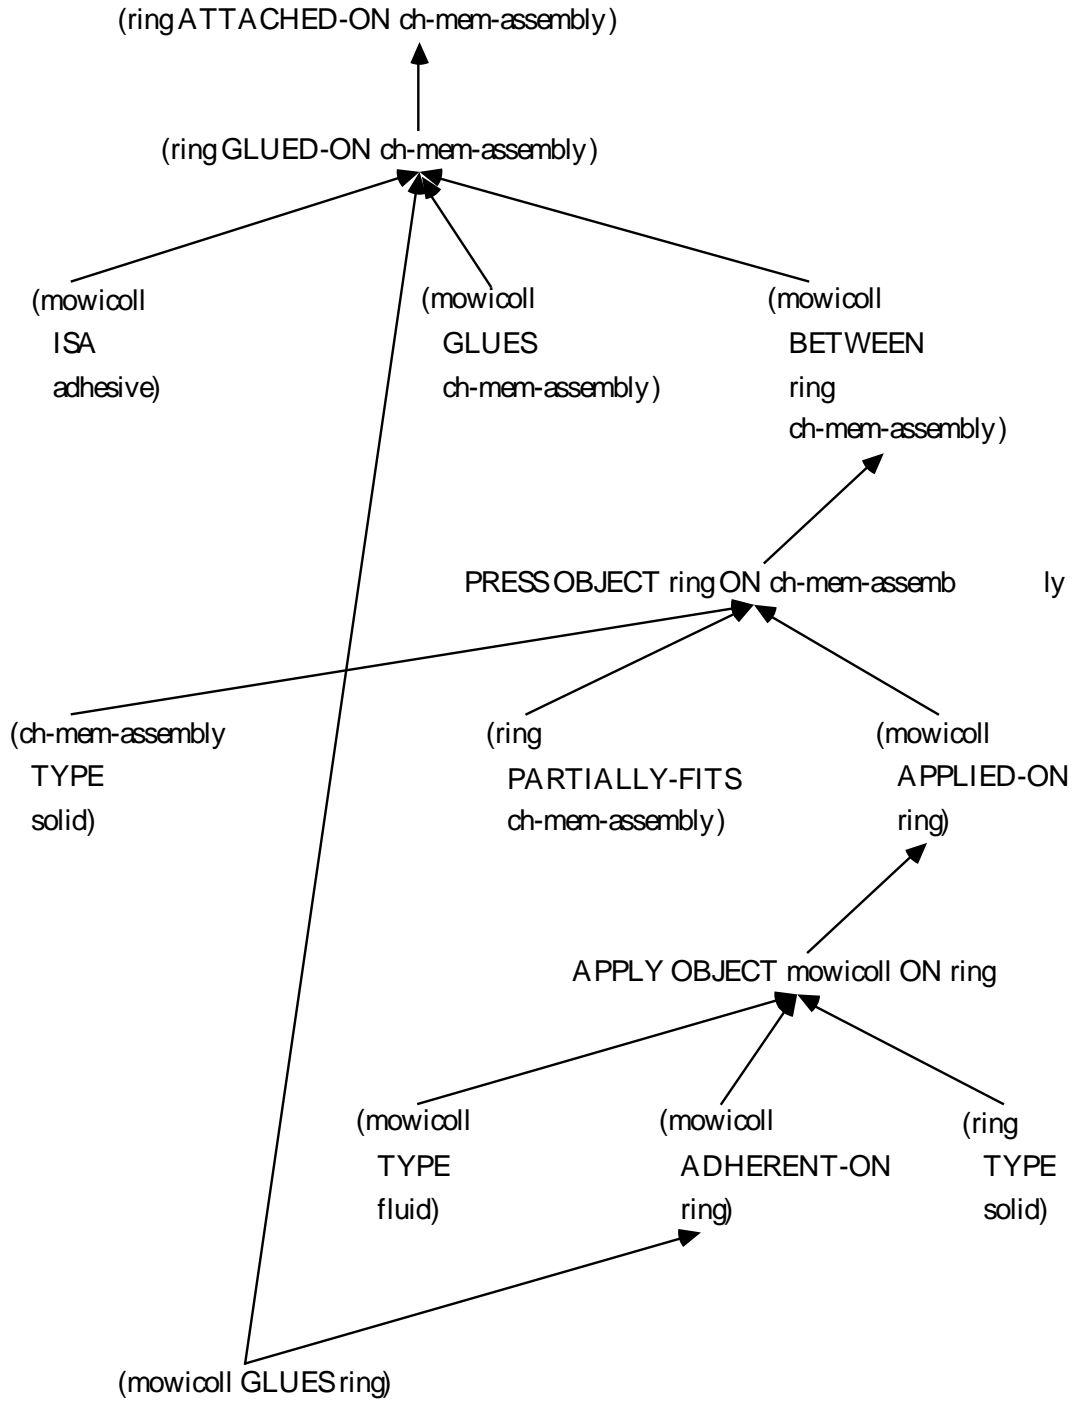 (ring ATTACHED-ON ch-mem-assembly)
(ring GLUED-ON ch-mem-assembly)
(mowicoll
ISA
adhesive)
(mowicoll
GLUES
ch-mem-assembly)
(mowicoll
BETWEEN
ring
ch-mem-assembly)
PRESS OBJECT ring ON ch-mem-assemb ly
(ch-mem-assembly
TYPE
solid)
(ring
PARTIALLY-FITS
ch-mem-assembly)
(mowicoll
APPLIED-ON
ring)
APPLY OBJECT mowicoll ON ring
(mowicoll
TYPE
fluid)
(mowicoll
ADHERENT-ON
ring)
(ring
TYPE
solid)
(mowicoll GLUES ring)